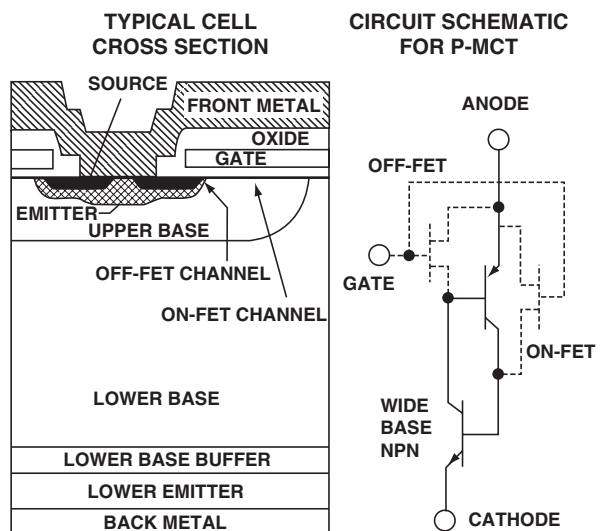 TYPICAL CELL
CROSS SECTION
SOURCE
FRONT METAL
OXIDE
GATE
EMITTER
UPPER BASE
OFF-FET CHANNEL
ON-FET CHANNEL
LOWER BASE
LOWER BASE BUFFER
LOWER EMITTER
BACK METAL
CIRCUIT SCHEMATIC
FOR P-MCT
ANODE
OFF-FET
GATE
ON-FET
WIDE
BASE
NPN
CATHODE